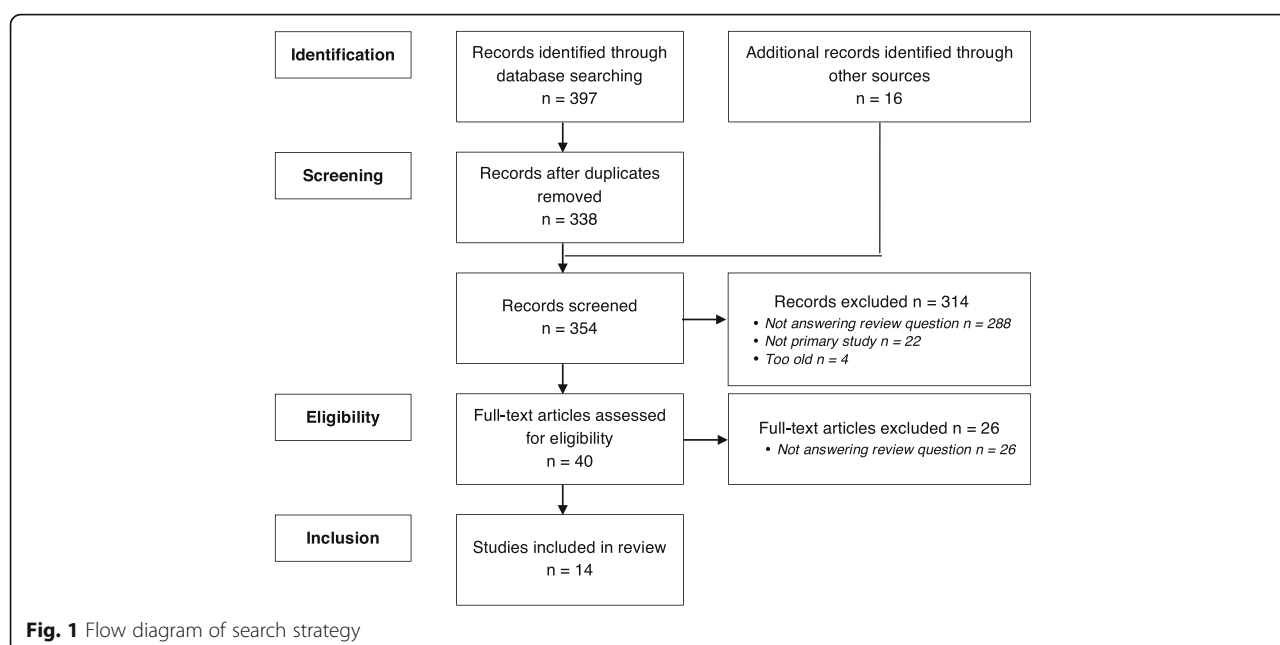 Identification
Records identified through
database searching
n = 397
Additional records identified through
other sources
n = 16
Screening
Records after duplicates
removed
n = 338
Records screened
n = 354
Records excluded n = 314
• Not answering review question n = 288
• Not primary study n = 22
• Too old n = 4
Eligibility
Full-text articles assessed
for eligibility
n = 40
Full-text articles excluded n = 26
• Not answering review question n = 26
Inclusion
Studies included in review
n = 14
Fig. 1 Flow diagram of search strategy